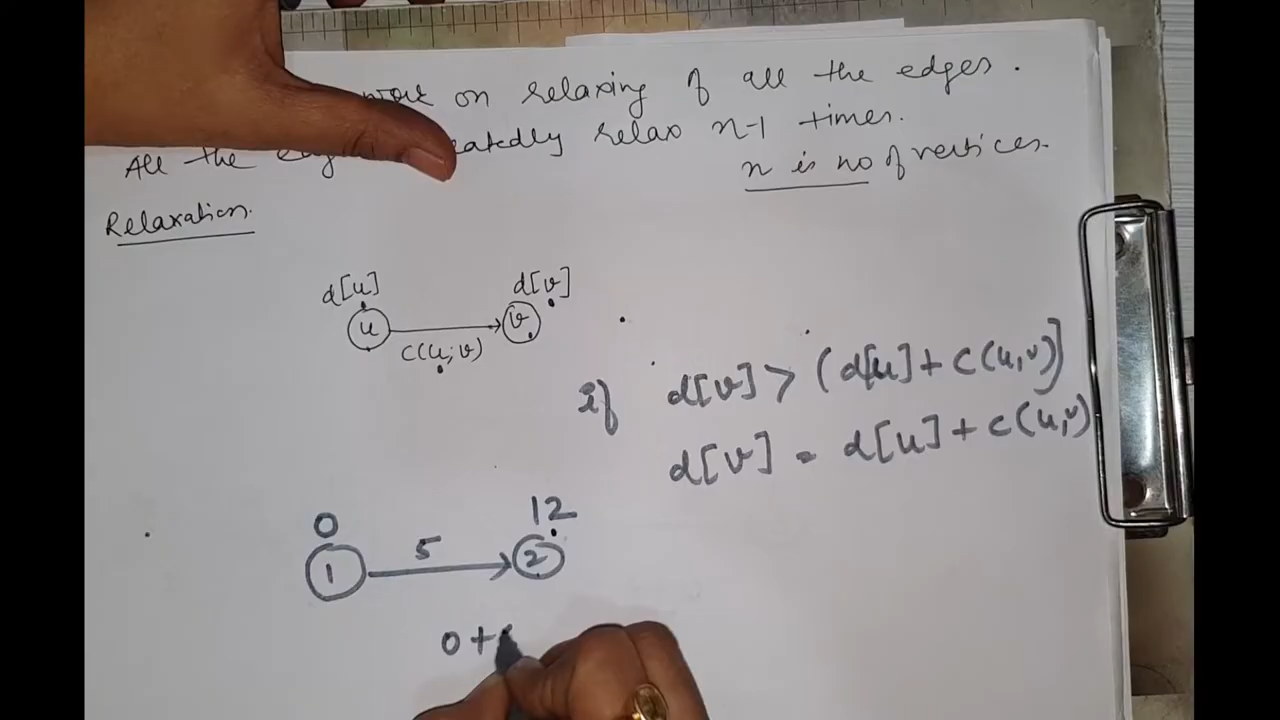 on relaxing of all the edges.
All the relax n-1 times.
n is no of vertices.
Relaxation.
d[u] d[v]
u v
c(u,v)
if d[v] > (d[u] + c(u,v)]
d[v] = d[u] + c(u,v)
0 12
1 5 2
0 +